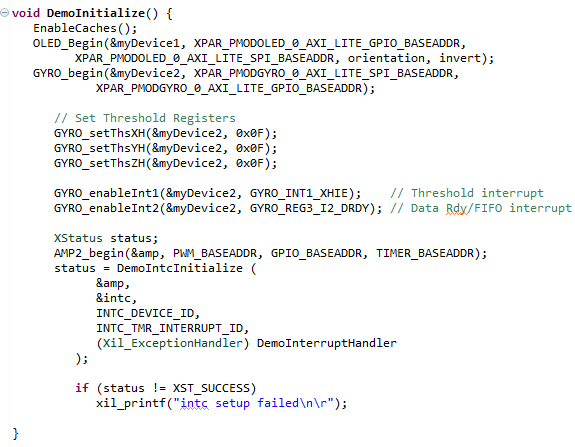 void DemoInitialize() {
EnableCaches();
OLED_Begin(&myDevice1, XPAR_PMODOLED_0_AXI_LITE_GPIO_BASEADDR,
XPAR_PMODOLED_0_AXI_LITE_SPI_BASEADDR, orientation, invert);
GYRO_begin(&myDevice2, XPAR_PMODGYRO_0_AXI_LITE_SPI_BASEADDR,
XPAR_PMODGYRO_0_AXI_LITE_GPIO_BASEADDR);
// Set Threshold Registers
GYRO_setThsXH(&myDevice2, 0x0F);
GYRO_setThsYH(&myDevice2, 0x0F);
GYRO_setThsZH(&myDevice2, 0x0F);
GYRO_enableInt1(&myDevice2, GYRO_INT1_XHIE);    // Threshold interrupt
GYRO_enableInt2(&myDevice2, GYRO_REG3_I2_DRDY); // Data Rdy/FIFO interrupt
XStatus status;
AMP2_begin(&amp, PWM_BASEADDR, GPIO_BASEADDR, TIMER_BASEADDR);
status = DemoIntcInitialize (
&amp,
&intc,
INTC_DEVICE_ID,
INTC_TMR_INTERRUPT_ID,
(Xil_ExceptionHandler) DemoInterruptHandler
);
if (status != XST_SUCCESS)
xil_printf("intc setup failed\n\r");
}